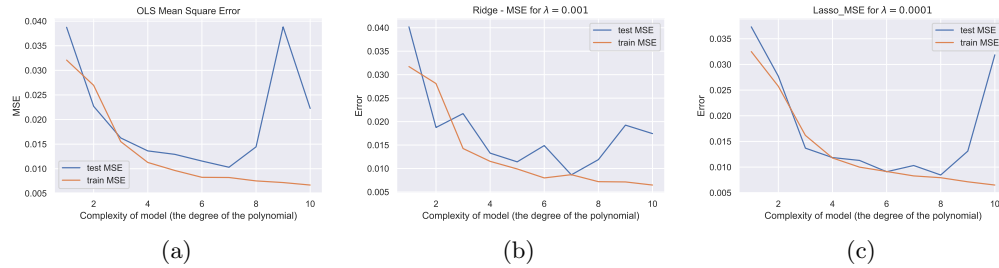 OLS Mean Square Error
0.040
0.035
0.030
0.025
0.020
0.015
0.010
0.005
MSE
test MSE
train MSE
2 4 6 8 10
Complexity of model (the degree of the polynomial)
(a)
Ridge - MSE for λ = 0.001
0.040
0.035
0.030
0.025
0.020
0.015
0.010
0.005
Error
test MSE
train MSE
2 4 6 8 10
Complexity of model (the degree of the polynomial)
(b)
Lasso_MSE for λ = 0.0001
0.035
0.030
0.025
0.020
0.015
0.010
0.005
Error
test MSE
train MSE
2 4 6 8 10
Complexity of model (the degree of the polynomial)
(c)